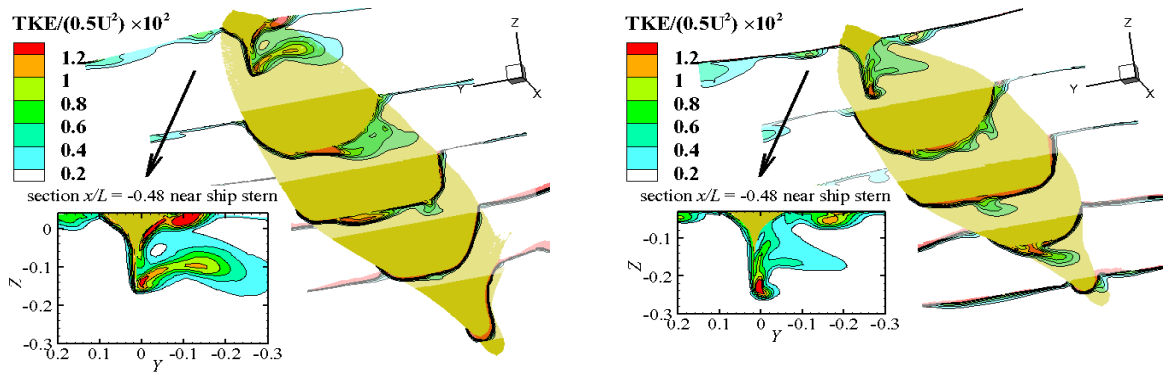 TKE/(0.5U²) ×10²
1.2
1
0.8
0.6
0.4
0.2
Z
Y
X
section x/L = -0.48 near ship stern
Z
0
-0.1
-0.2
-0.3
0.2 0.1 0 -0.1 -0.2 -0.3
Y
TKE/(0.5U²) ×10²
1.2
1
0.8
0.6
0.4
0.2
Z
Y
X
section x/L = -0.48 near ship stern
Z
-0.1
-0.2
-0.3
0.2 0.1 0 -0.1 -0.2 -0.3
Y